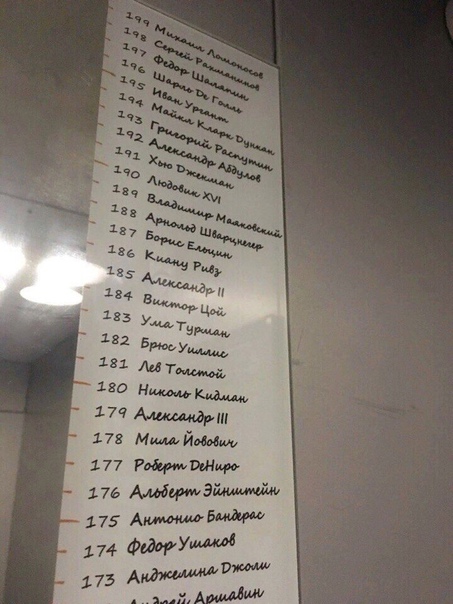 199 Михаил Ломоносов
198 Сергей Рахманинов
197 Федор Шаляпин
196 Шарль Де Голль
195 Иван Ургант
194 Майкл Кларк Дункан
193 Григорий Распутин
192 Александр Абдулов
191 Хью Джекман
190 Людовик XVI
189 Владимир Маяковский
188 Арнольд Шварцнегер
187 Борис Ельцин
186 Киану Ривз
185 Александр II
184 Виктор Цой
183 Ума Турман
182 Брюс Уиллис
181 Лев Толстой
180 Николь Кидман
179 Александр III
178 Мила Йовович
177 Роберт ДеНиро
176 Альберт Эйнштейн
175 Антонио Бандерас
174 Федор Ушаков
173 Анджелина Джоли
Андрей Аршавин